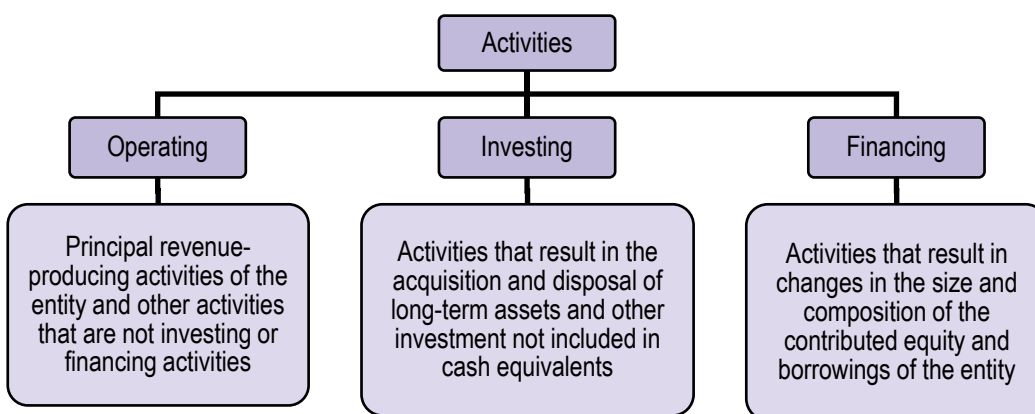 Activities
Operating
Investing
Financing
Principal revenue-
producing activities of the
entity and other activities
that are not investing or
financing activities
Activities that result in the
acquisition and disposal of
long-term assets and other
investment not included in
cash equivalents
Activities that result in
changes in the size and
composition of the
contributed equity and
borrowings of the entity